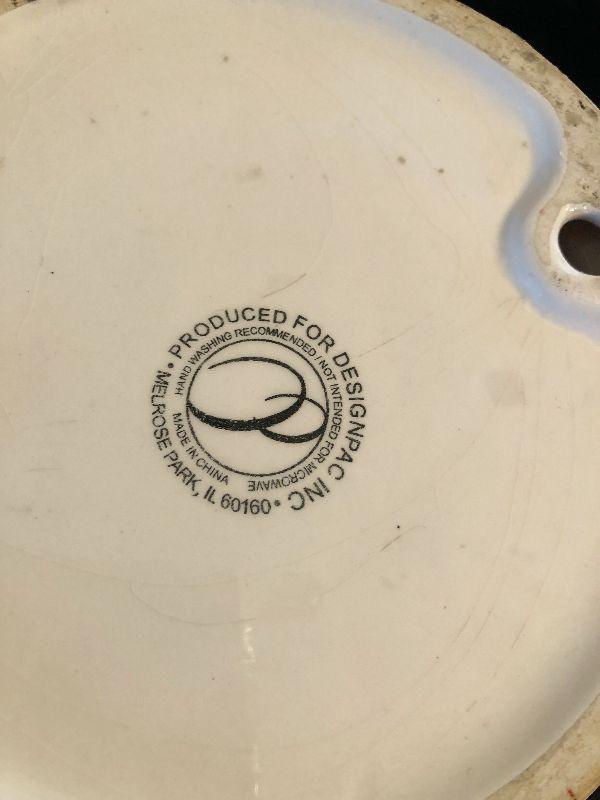 • PRODUCED FOR DESIGNPAC INC •
MELROSE PARK, IL 60160
HAND WASHING RECOMMENDED / NOT INTENDED FOR MICROWAVE
MADE IN CHINA